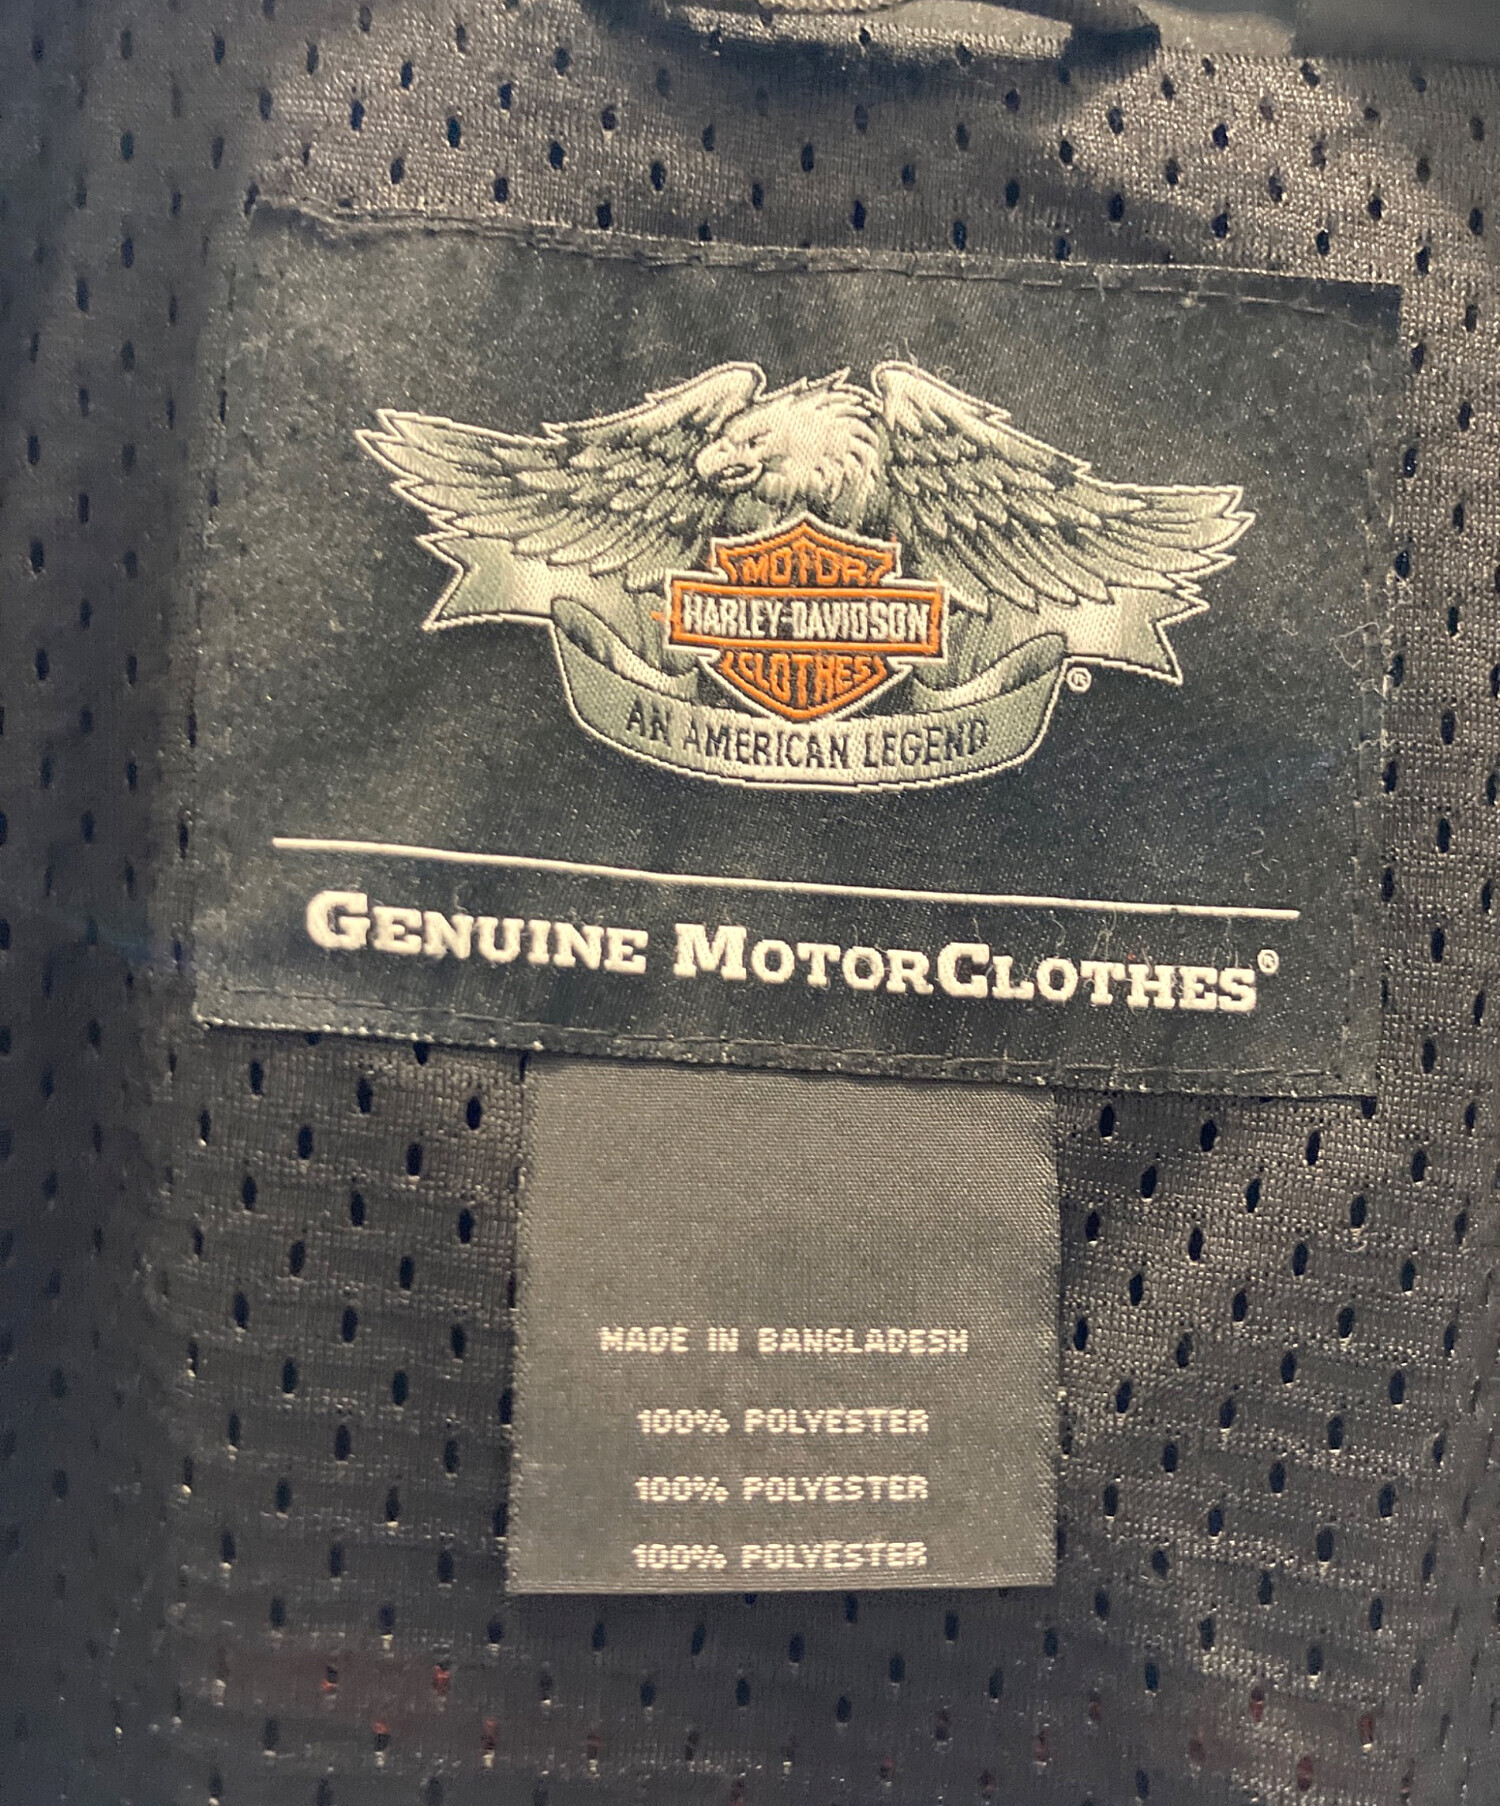 MOTOR
HARLEY-DAVIDSON
CLOTHES
AN AMERICAN LEGEND
®
GENUINE MOTORCLOTHES®
MADE IN BANGLADESH
100% POLYESTER
100% POLYESTER
100% POLYESTER